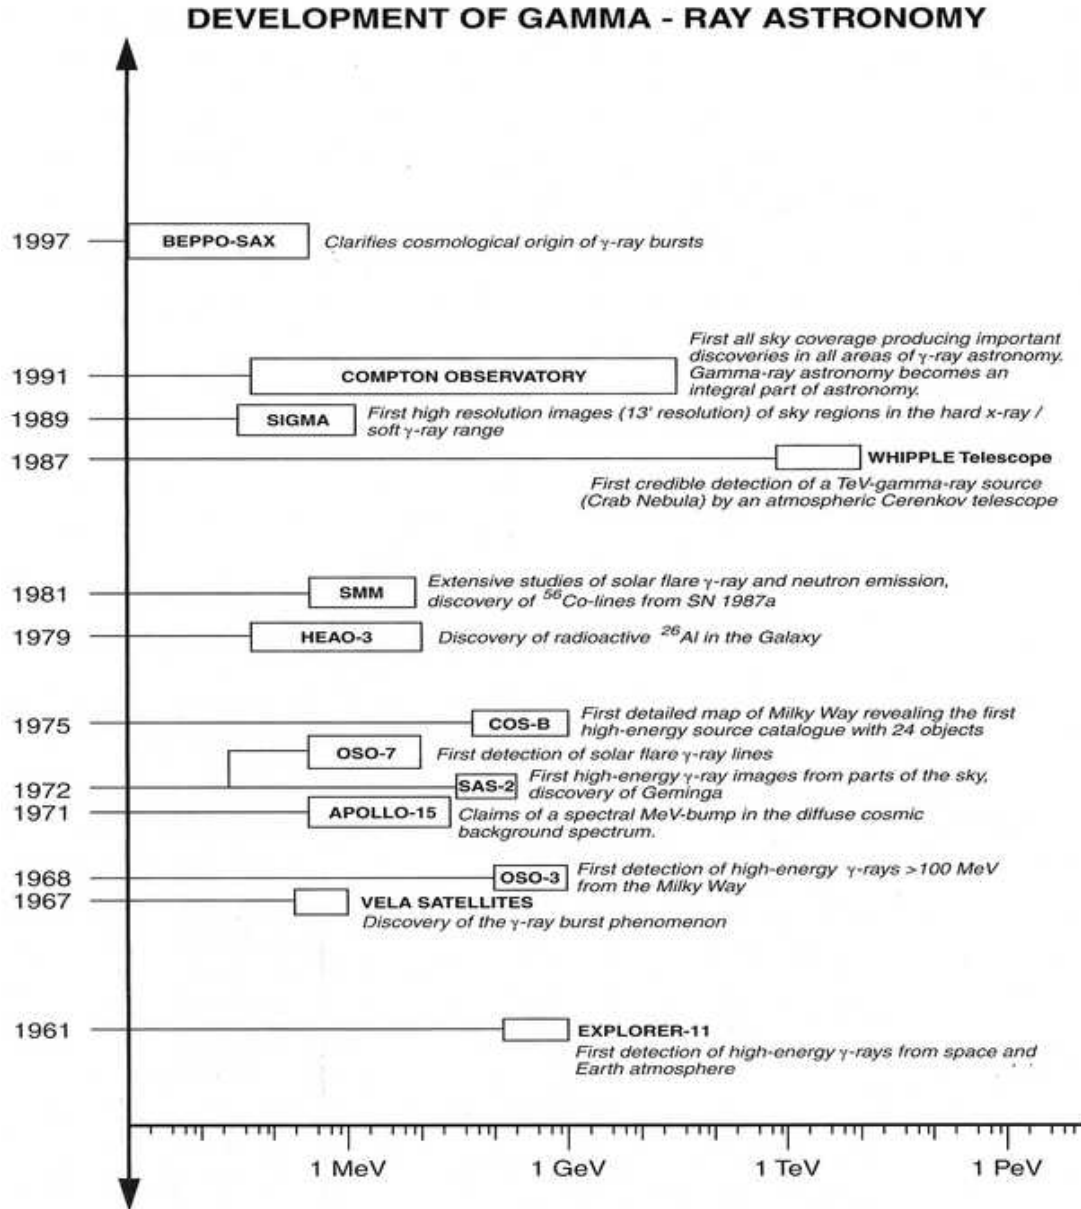 DEVELOPMENT OF GAMMA - RAY ASTRONOMY
1997
BEPPO-SAX
Clarifies cosmological origin of γ-ray bursts
1991
COMPTON OBSERVATORY
First all sky coverage producing important
discoveries in all areas of γ-ray astronomy.
Gamma-ray astronomy becomes an
integral part of astronomy.
1989
SIGMA
First high resolution images (13' resolution) of sky regions in the hard x-ray /
soft γ-ray range
1987
WHIPPLE Telescope
First credible detection of a TeV-gamma-ray source
(Crab Nebula) by an atmospheric Cerenkov telescope
1981
SMM
Extensive studies of solar flare γ-ray and neutron emission,
discovery of ⁵⁶Co-lines from SN 1987a
1979
HEAO-3
Discovery of radioactive ²⁶Al in the Galaxy
1975
COS-B
First detailed map of Milky Way revealing the first
high-energy source catalogue with 24 objects
OSO-7
First detection of solar flare γ-ray lines
1972
SAS-2
First high-energy γ-ray images from parts of the sky,
discovery of Geminga
1971
APOLLO-15
Claims of a spectral MeV-bump in the diffuse cosmic
background spectrum.
1968
OSO-3
First detection of high-energy γ-rays >100 MeV
from the Milky Way
1967
VELA SATELLITES
Discovery of the γ-ray burst phenomenon
1961
EXPLORER-11
First detection of high-energy γ-rays from space and
Earth atmosphere
1 MeV
1 GeV
1 TeV
1 PeV